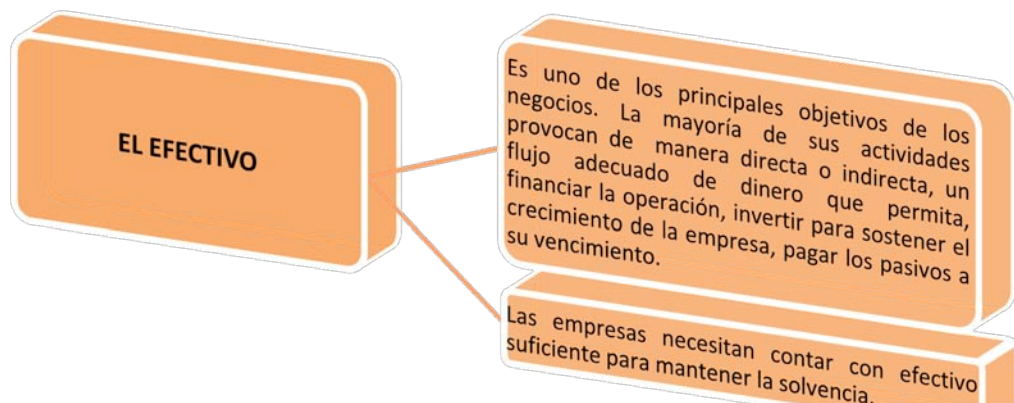 EL EFECTIVO
Es uno de los principales objetivos de los
negocios. La mayoría de sus actividades
provocan de manera directa o indirecta, un
flujo adecuado de dinero que permita,
financiar la operación, invertir para sostener el
crecimiento de la empresa, pagar los pasivos a
su vencimiento.
Las empresas necesitan contar con efectivo
suficiente para mantener la solvencia.